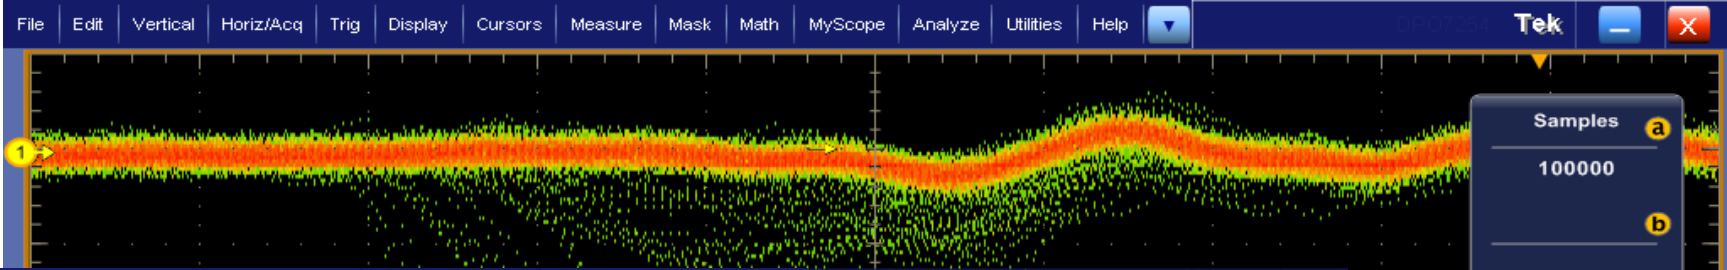 File Edit Vertical Horiz/Acq Trig Display Cursors Measure Mask Math MyScope Analyze Utilities Help Tek X
1
Samples a
100000
b